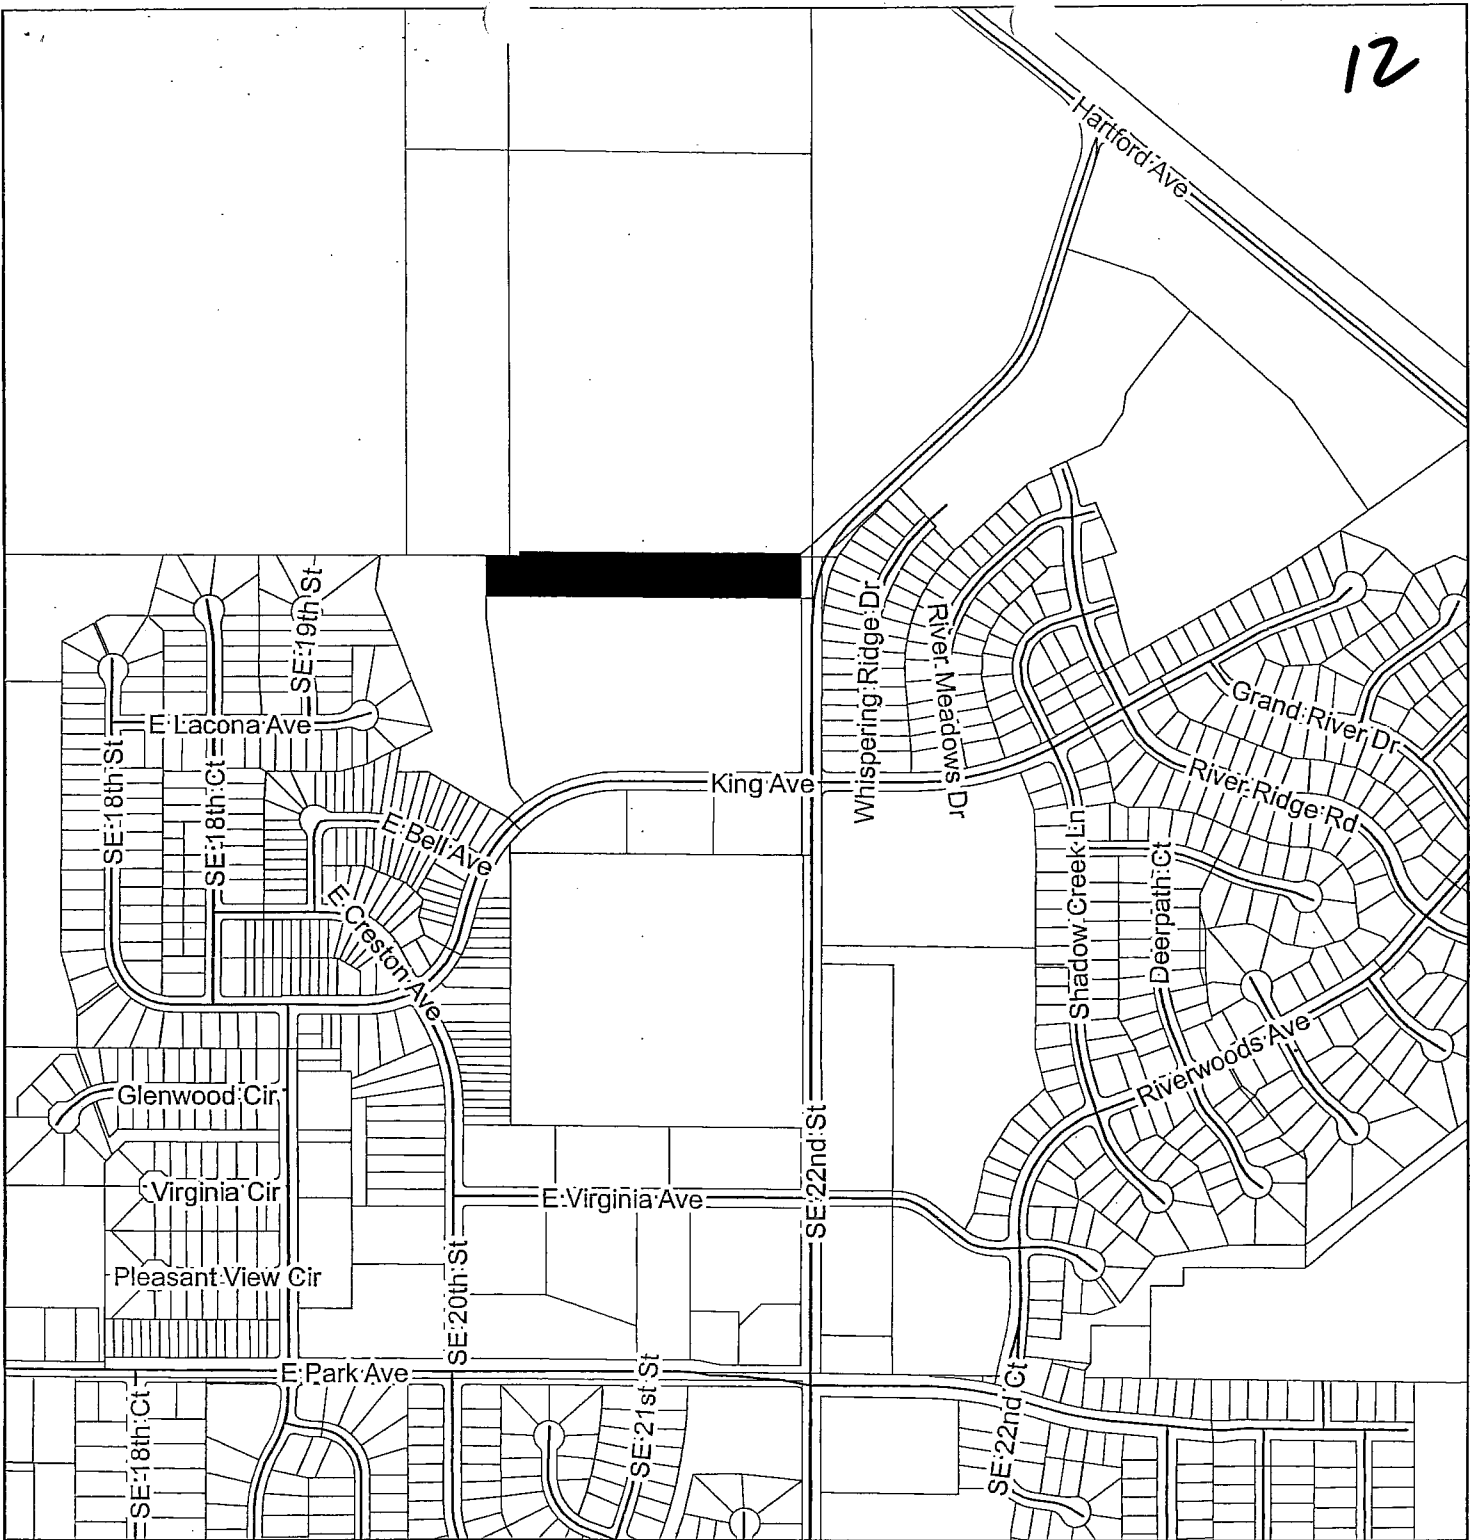 12
Hartford Ave
SE 19th St
Whispering Ridge Dr
River Meadows Dr
Grand River Dr
E Lacona Ave
SE 18th St
SE 18th Ct
King Ave
River Ridge Rd
E Bell Ave
Shadow Creek Ln
Deerpath Ct
E Creston Ave
Riverwoods Ave
Glenwood Cir
SE 22nd St
Virginia Cir
E Virginia Ave
Pleasant View Cir
SE 20th St
E Park Ave
SE 21st St
SE 22nd Ct
SE 18th Ct